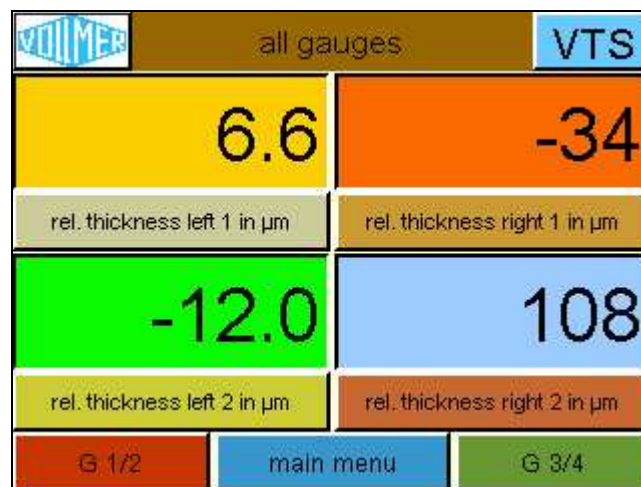 VOLLMER
all gauges
VTS
6.6
-34
rel. thickness left 1 in µm
rel. thickness right 1 in µm
-12.0
108
rel. thickness left 2 in µm
rel. thickness right 2 in µm
G 1/2
main menu
G 3/4